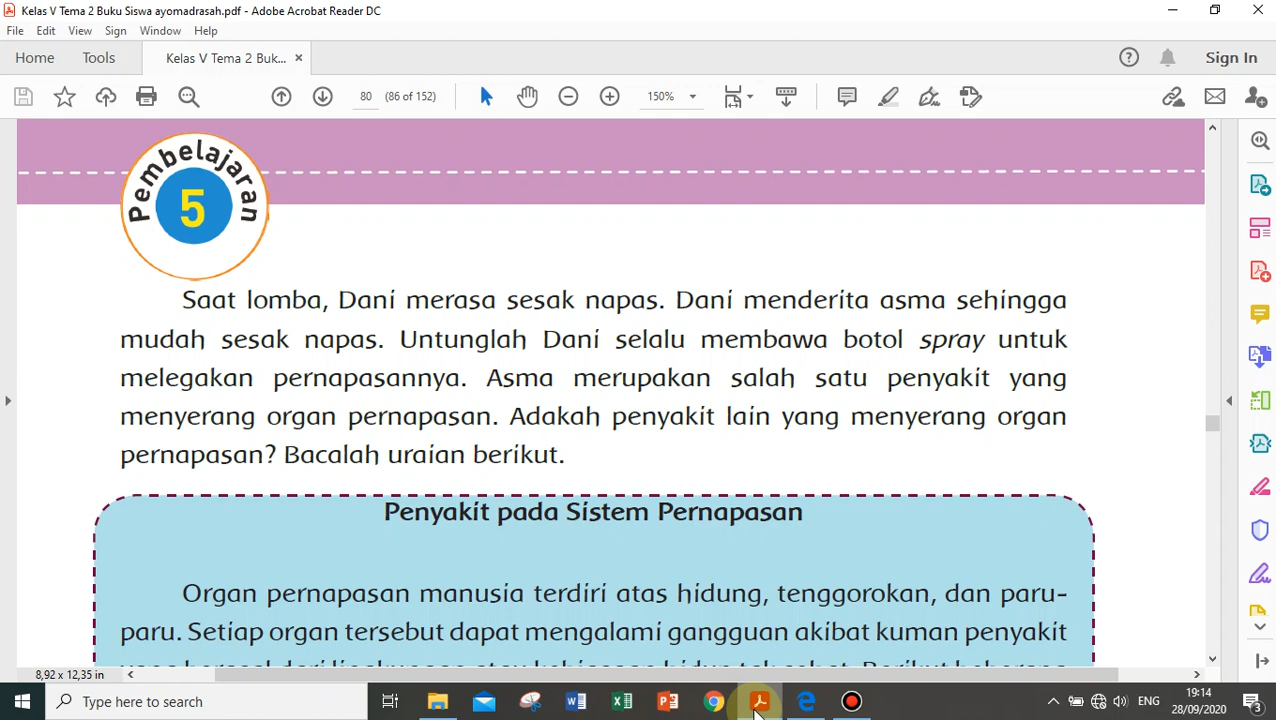 Kelas V Tema 2 Buku Siswa ayomadrasah.pdf - Adobe Acrobat Reader DC
File Edit View Sign Window Help
Home Tools Kelas V Tema 2 Buk... × Sign In
80 (86 of 152) 150%
Pembelajaran
5
Saat lomba, Dani merasa sesak napas. Dani menderita asma sehingga
mudah sesak napas. Untunglah Dani selalu membawa botol spray untuk
melegakan pernapasannya. Asma merupakan salah satu penyakit yang
menyerang organ pernapasan. Adakah penyakit lain yang menyerang organ
pernapasan? Bacalah uraian berikut.
Penyakit pada Sistem Pernapasan
Organ pernapasan manusia terdiri atas hidung, tenggorokan, dan paru-
paru. Setiap organ tersebut dapat mengalami gangguan akibat kuman penyakit
8,92 x 12,35 in
Type here to search
ENG
19:14
28/09/2020
3